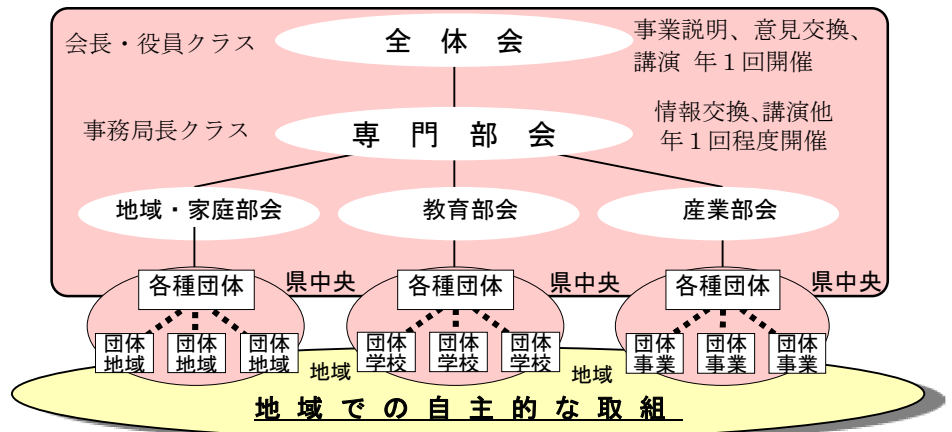 会長・役員クラス
全 体 会
事業説明、意見交換、
講演 年１回開催
事務局長クラス
専 門 部 会
情報交換、講演他
年１回程度開催
地域・家庭部会
教育部会
産業部会
各種団体
県中央
各種団体
県中央
各種団体
県中央
団体
地域
団体
地域
団体
地域
団体
学校
団体
学校
団体
学校
団体
事業
団体
事業
団体
事業
地域
地域
地 域 で の 自 主 的 な 取 組